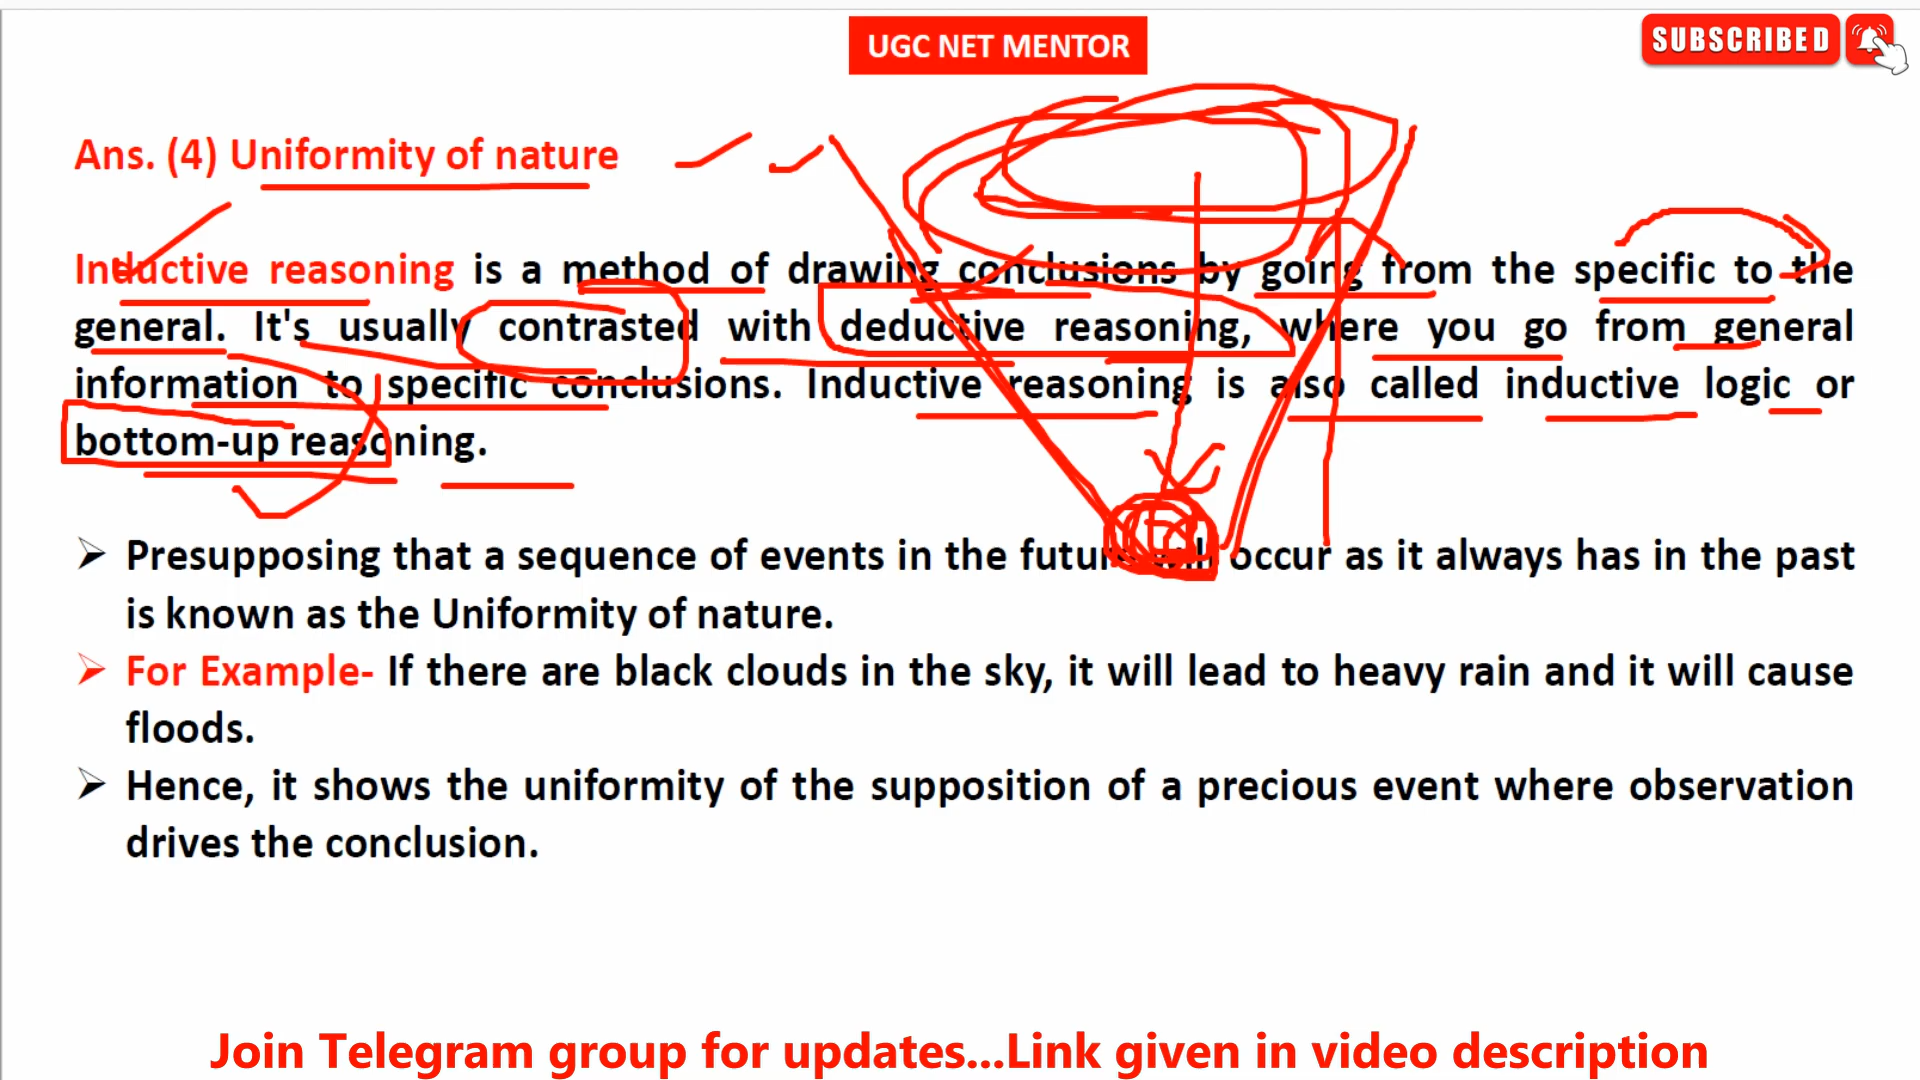 UGC NET MENTOR
SUBSCRIBED
Ans. (4) Uniformity of nature
Inductive reasoning is a method of drawing conclusions by going from the specific to the
general. It's usually contrasted with deductive reasoning, where you go from general
information to specific conclusions. Inductive reasoning is also called inductive logic or
bottom-up reasoning.
➢ Presupposing that a sequence of events in the future will occur as it always has in the past
is known as the Uniformity of nature.
➢ For Example- If there are black clouds in the sky, it will lead to heavy rain and it will cause
floods.
➢ Hence, it shows the uniformity of the supposition of a precious event where observation
drives the conclusion.
Join Telegram group for updates...Link given in video description